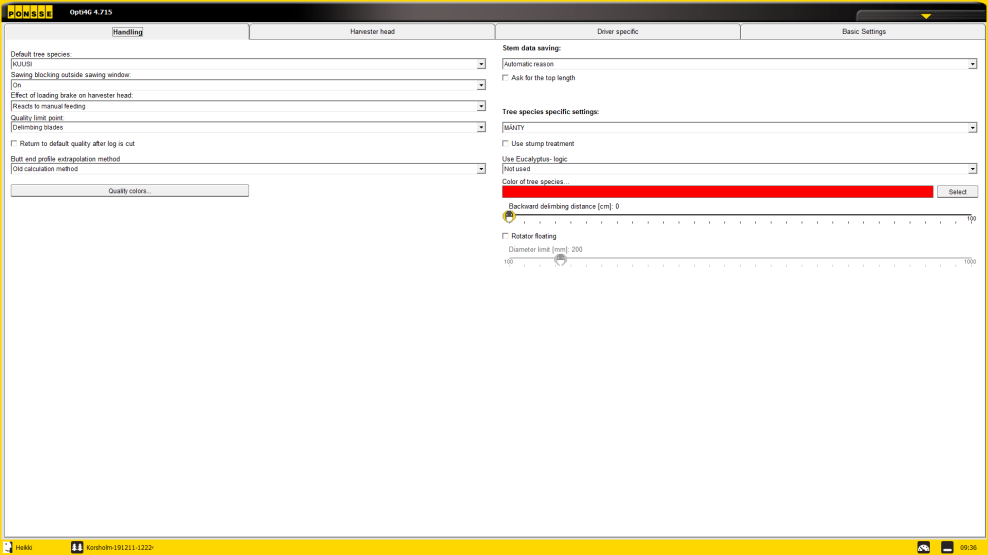 PONSSE
Opti4G 4.715
Handling
Harvester head
Driver specific
Basic Settings
Default tree species:
KUUSI
Sawing blocking outside sawing window:
On
Effect of loading brake on harvester head:
Reacts to manual feeding
Quality limit point:
Delimbing blades
Return to default quality after log is cut
Butt end profile extrapolation method
Old calculation method
Quality colors...
Stem data saving:
Automatic reason
Ask for the top length
Tree species specific settings:
MÄNTY
Use stump treatment
Use Eucalyptus- logic
Not used
Color of tree species...
Select
Backward delimbing distance [cm]: 0
100
Rotator floating
Diameter limit [mm]: 200
100
1000
Heikki
Korsholm-191211-1222r
09:36